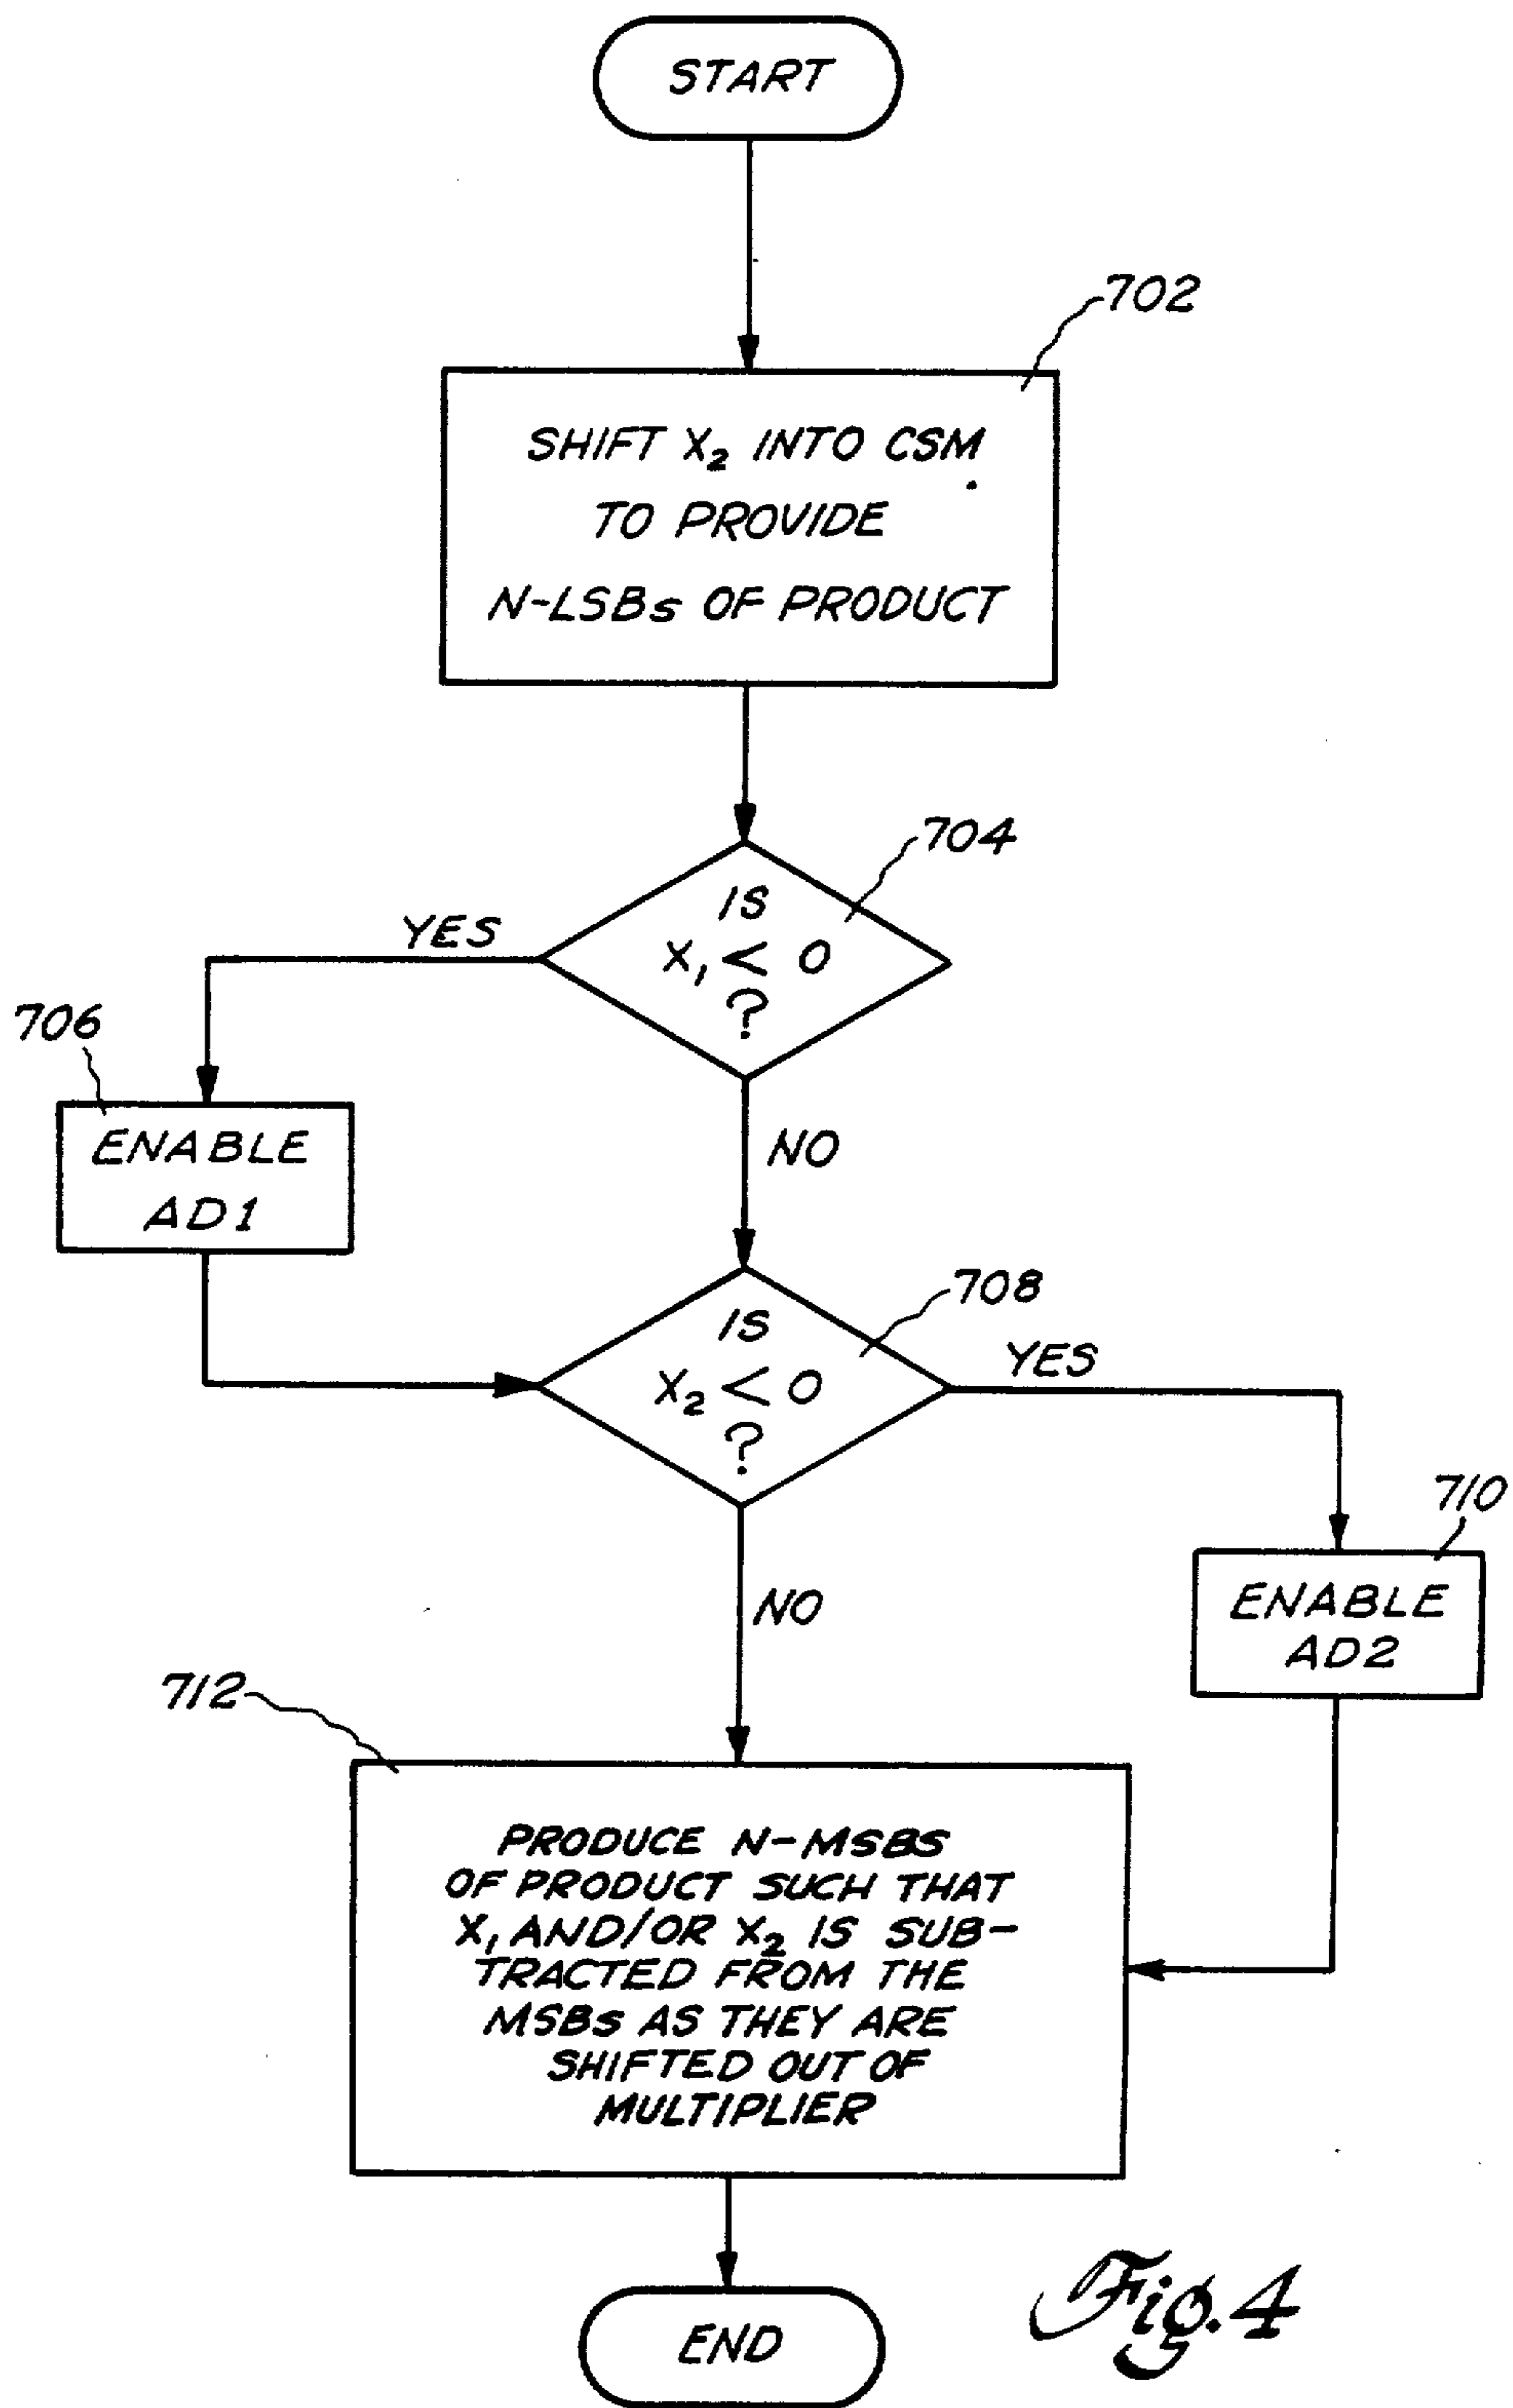 START
702
SHIFT X₂ INTO CSM
TO PROVIDE
N-LSBs OF PRODUCT
704
IS
X₁ < 0
?
YES
706
ENABLE
AD1
NO
708
IS
X₂ < 0
?
YES
710
ENABLE
AD2
NO
712
PRODUCE N-MSBS
OF PRODUCT SUCH THAT
X₁ AND/OR X₂ IS SUB-
TRACTED FROM THE
MSBs AS THEY ARE
SHIFTED OUT OF
MULTIPLIER
END
Fig. 4